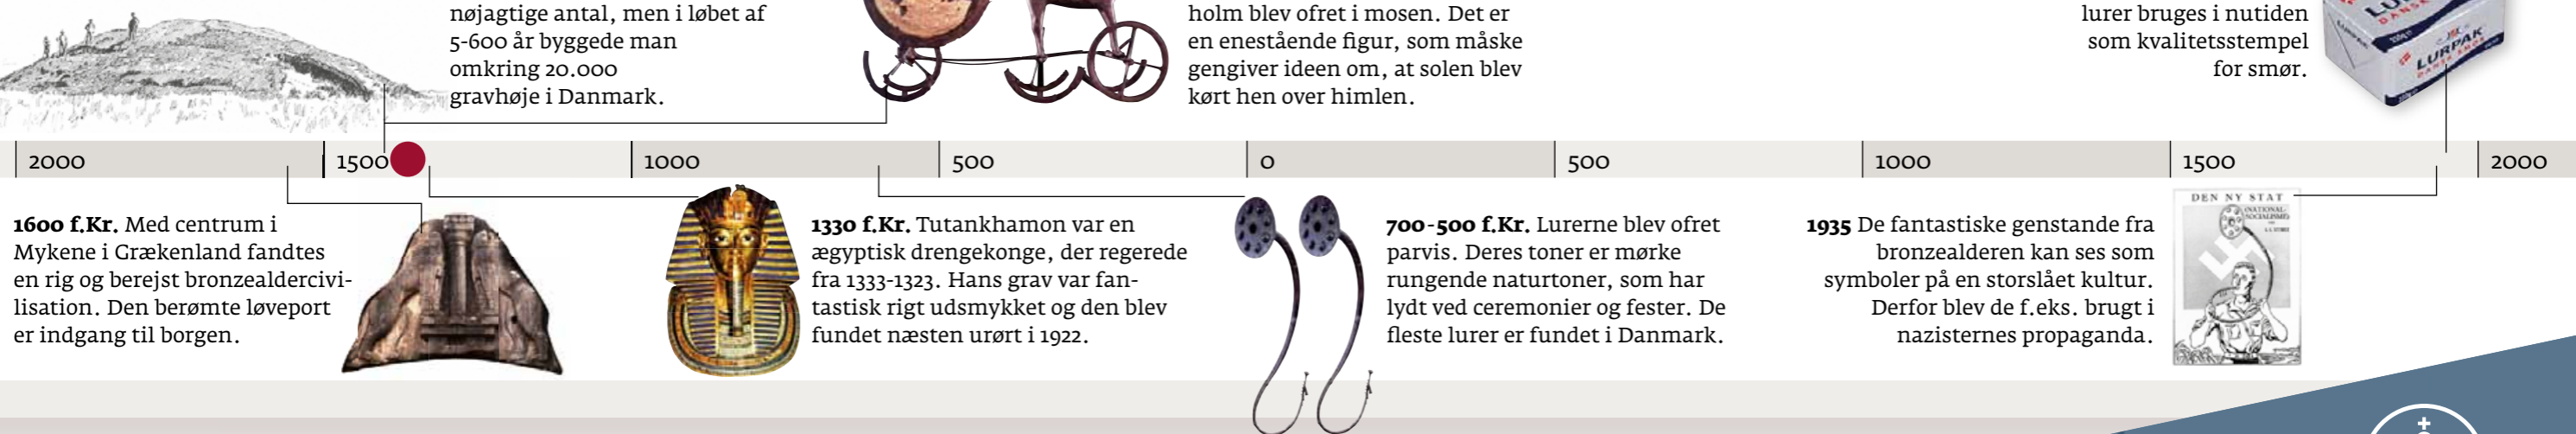 nøjagtige antal, men i løbet af
5-600 år byggede man
omkring 20.000
gravhøje i Danmark.
holm blev ofret i mosen. Det er
en enestående figur, som måske
gengiver ideen om, at solen blev
kørt hen over himlen.
lurer bruges i nutiden
som kvalitetsstempel
for smør.
LURPAK
2000
1500
1000
500
0
500
1000
1500
2000
1600 f.Kr. Med centrum i
Mykene i Grækenland fandtes
en rig og berejst bronzealdercivi-
lisation. Den berømte løveport
er indgang til borgen.
1330 f.Kr. Tutankhamon var en
ægyptisk drengekonge, der regerede
fra 1333-1323. Hans grav var fan-
tastisk rigt udsmykket og den blev
fundet næsten urørt i 1922.
700-500 f.Kr. Lurerne blev ofret
parvis. Deres toner er mørke
rungende naturtoner, som har
lydt ved ceremonier og fester. De
fleste lurer er fundet i Danmark.
1935 De fantastiske genstande fra
bronzealderen kan ses som
symboler på en storslået kultur.
Derfor blev de f.eks. brugt i
nazisternes propaganda.
DEN NY STAT
(NATIONAL-
SOCIALISME)